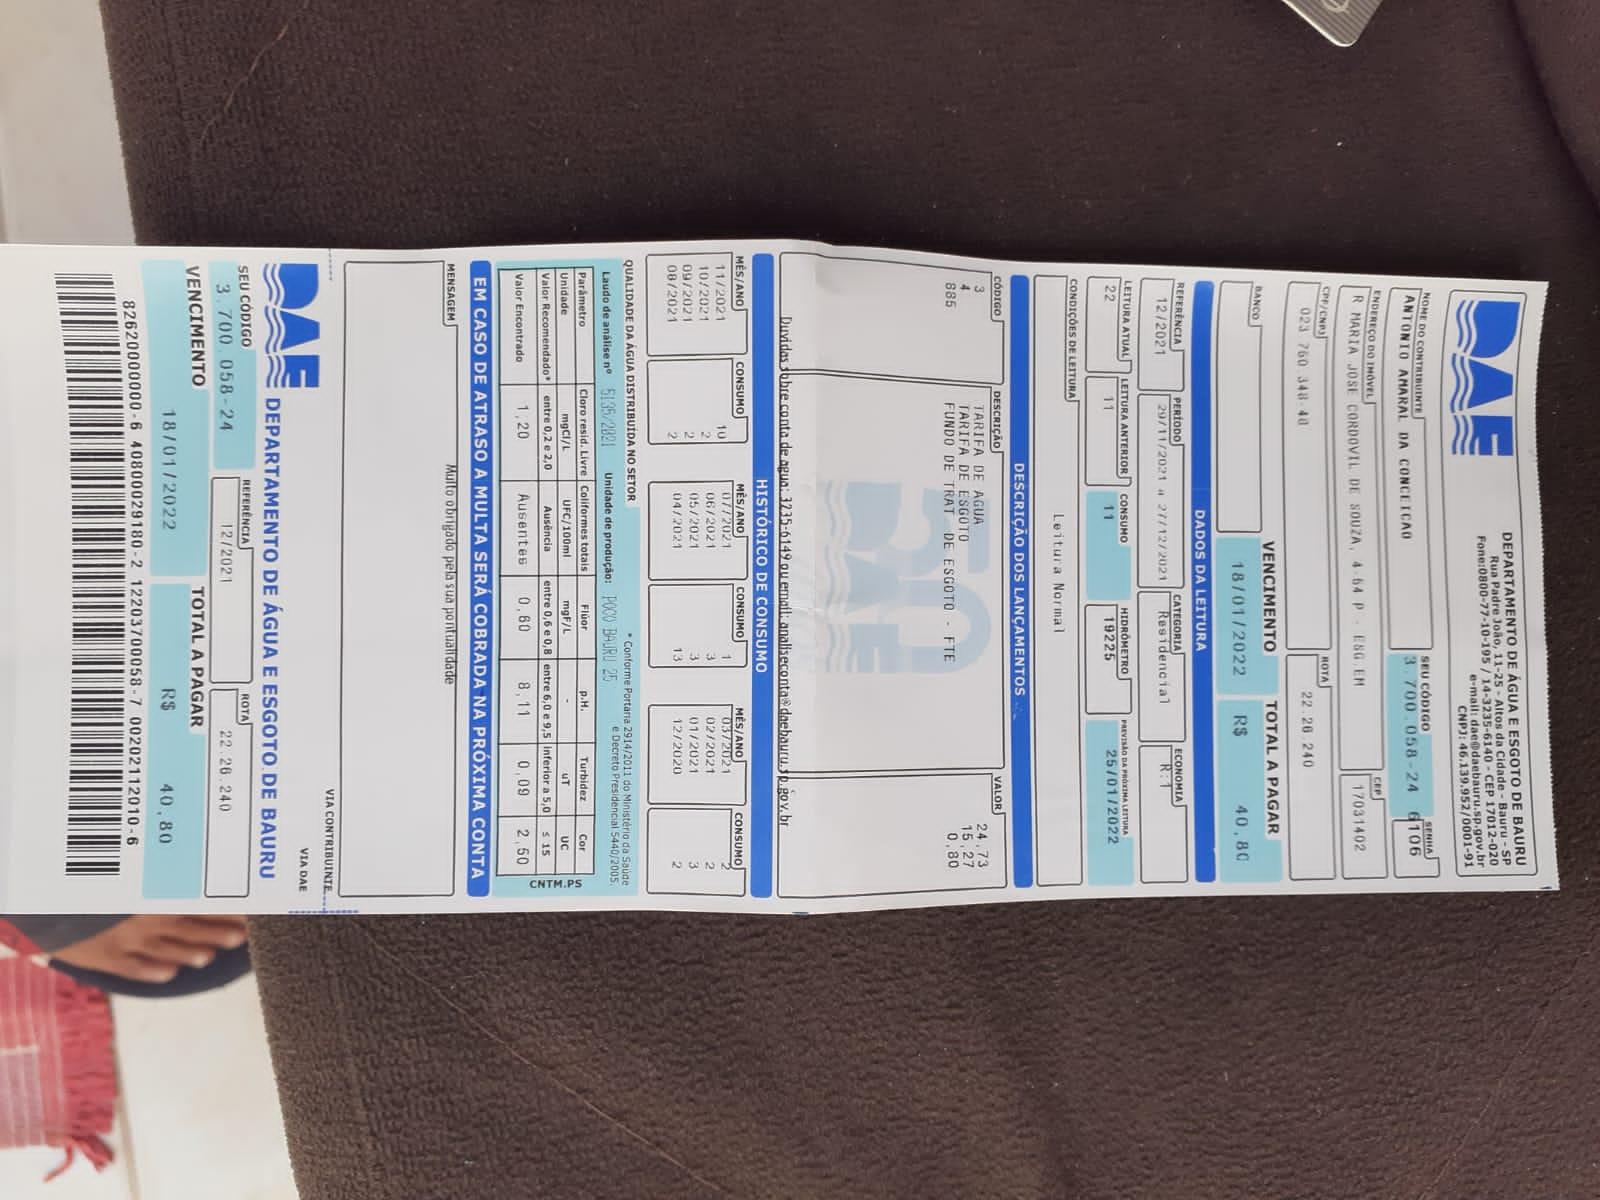 DAE
DEPARTAMENTO DE ÁGUA E ESGOTO DE BAURU
Rua Padre João, 11-25 - Altos da Cidade - Bauru - SP
Fone:0800-77-10-195 / 14-3235-6140 - CEP 17012-020
e-mail: dae@daebauru.sp.gov.br
CNPJ: 46.139.952/0001-91
NOME DO CONTRIBUINTE SEU CÓDIGO SENHA
ANTONIO AMARAL DA CONCEICAO 3.700.058-24 6106
ENDEREÇO DO IMÓVEL CEP
R MARIA JOSE CORDOVIL DE SOUZA, 4-64 P - ESG.EM 17031402
CPF/CNPJ ROTA
023 760 348-48 22.26.240
BANCO VENCIMENTO TOTAL A PAGAR
18/01/2022 R$ 40,80
DADOS DA LEITURA
REFERÊNCIA PERÍODO CATEGORIA ECONOMIA
12/2021 29/11/2021 a 27/12/2021 Residencial R:1
LEITURA ATUAL LEITURA ANTERIOR CONSUMO HIDRÔMETRO PREVISÃO DA PRÓXIMA LEITURA
22 11 11 19225 25/01/2022
CONDIÇÕES DE LEITURA
Leitura Normal
DESCRIÇÃO DOS LANÇAMENTOS
CÓDIGO DESCRIÇÃO VALOR
3 TARIFA DE AGUA 24,73
4 TARIFA DE ESGOTO 15,27
885 FUNDO DE TRAT DE ESGOTO - FTE 0,80
50
DAE
Duvidas sobre conta de agua: 3235-6149 ou email: analiseconta@daebauru.sp.gov.br
HISTÓRICO DE CONSUMO
MÊS/ANO CONSUMO MÊS/ANO CONSUMO MÊS/ANO CONSUMO
11/2021 10 07/2021 1 03/2021 2
10/2021 2 06/2021 3 02/2021 2
09/2021 2 05/2021 3 01/2021 3
08/2021 2 04/2021 13 12/2020 2
QUALIDADE DA ÁGUA DISTRIBUÍDA NO SETOR * Conforme Portaria 2914/2011 do Ministério da Saúde
e Decreto Presidencial 5440/2005.
Laudo de análise nº 5135/2021 Unidade de produção: POCO BAURU 25
Parâmetro Cloro resid. Livre Coliformes totais Flúor p.H. Turbidez Cor
Unidade mgCl/L UFC/100ml mgF/L - uT UC
Valor Recomendado* entre 0,2 e 2,0 Ausência entre 0,6 e 0,8 entre 6,0 e 9,5 inferior a 5,0 ≤ 15
Valor Encontrado 1,20 Ausentes 0,60 8,11 0,09 2,50
CNTM.PS
EM CASO DE ATRASO A MULTA SERÁ COBRADA NA PRÓXIMA CONTA
MENSAGEM
Muito obrigado pela sua pontualidade
VIA CONTRIBUINTE
VIA DAE
DAE
DEPARTAMENTO DE ÁGUA E ESGOTO DE BAURU
SEU CÓDIGO REFERÊNCIA ROTA
3.700.058-24 12/2021 22.26.240
VENCIMENTO TOTAL A PAGAR
18/01/2022 R$ 40,80
82620000000-6 40800029180-2 12203700058-7 00202112010-6